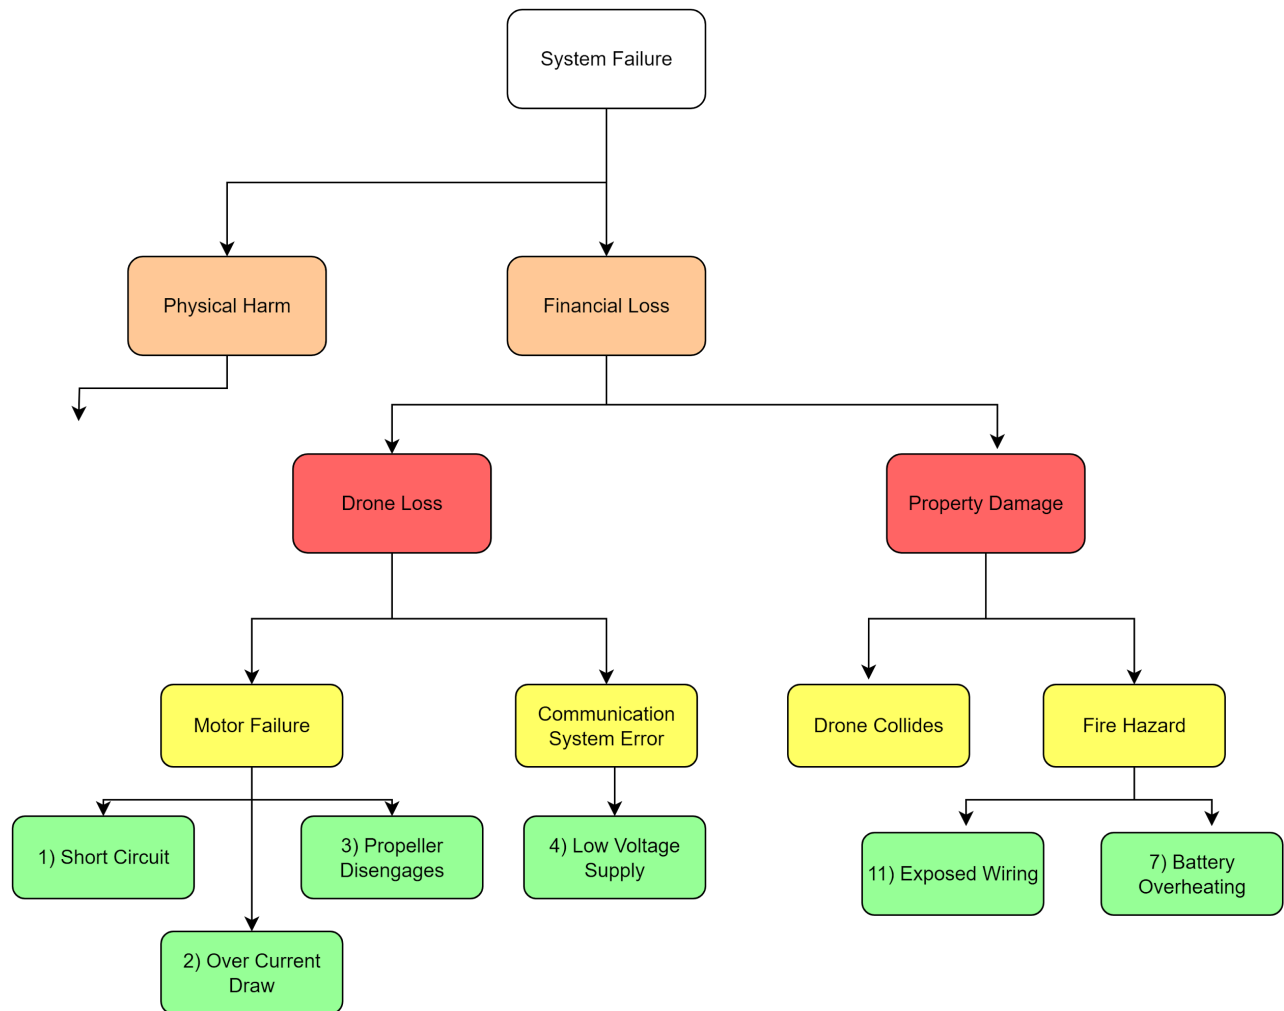 System Failure
Physical Harm
Financial Loss
Drone Loss
Property Damage
Motor Failure
Communication
System Error
Drone Collides
Fire Hazard
1) Short Circuit
3) Propeller
Disengages
4) Low Voltage
Supply
11) Exposed Wiring
7) Battery
Overheating
2) Over Current
Draw